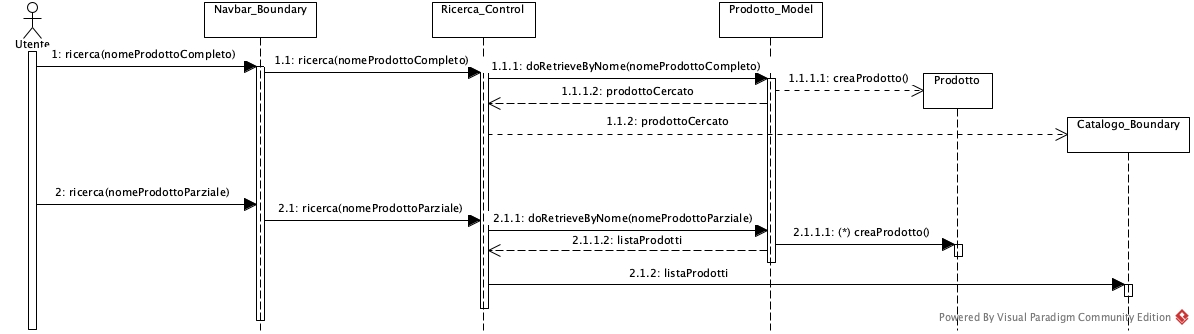 Navbar_Boundary
Ricerca_Control
Prodotto_Model
Utente
1: ricerca(nomeProdottoCompleto)
1.1: ricerca(nomeProdottoCompleto)
1.1.1: doRetrieveByNome(nomeProdottoCompleto)
1.1.1.1: creaProdotto()
Prodotto
1.1.1.2: prodottoCercato
1.1.2: prodottoCercato
Catalogo_Boundary
2: ricerca(nomeProdottoParziale)
2.1: ricerca(nomeProdottoParziale)
2.1.1: doRetrieveByNome(nomeProdottoParziale)
2.1.1.1: (*) creaProdotto()
2.1.1.2: listaProdotti
2.1.2: listaProdotti
Powered By Visual Paradigm Community Edition